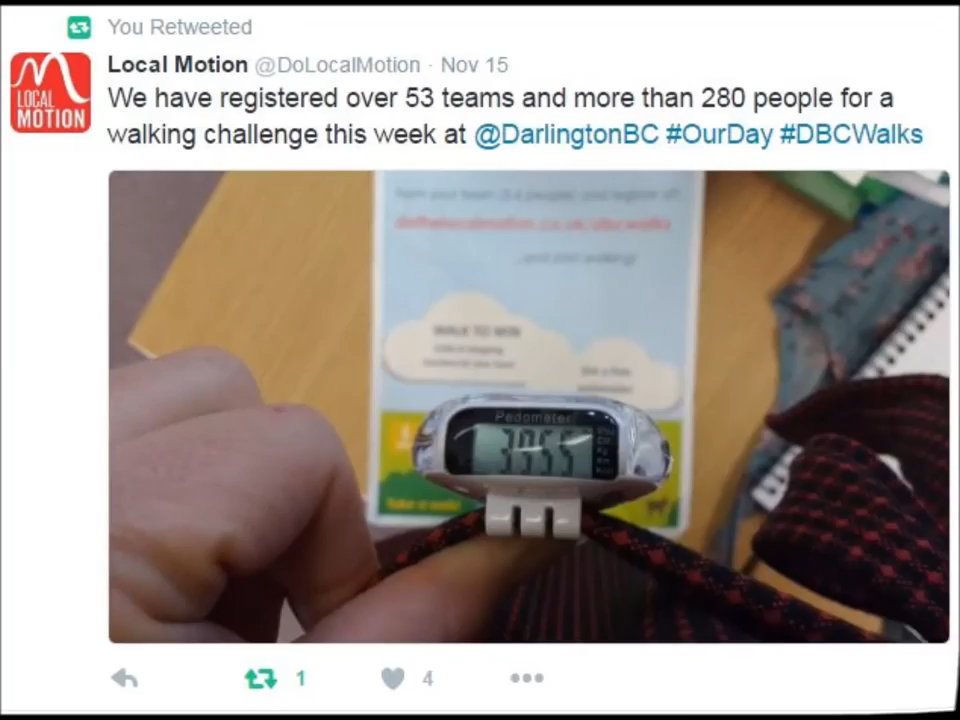 You Retweeted
Local Motion @DoLocalMotion · Nov 15
LOCAL
MOTION
We have registered over 53 teams and more than 280 people for a
walking challenge this week at @DarlingtonBC #OurDay #DBCWalks
WALK TO WIN
Pedometer
3955
1
4